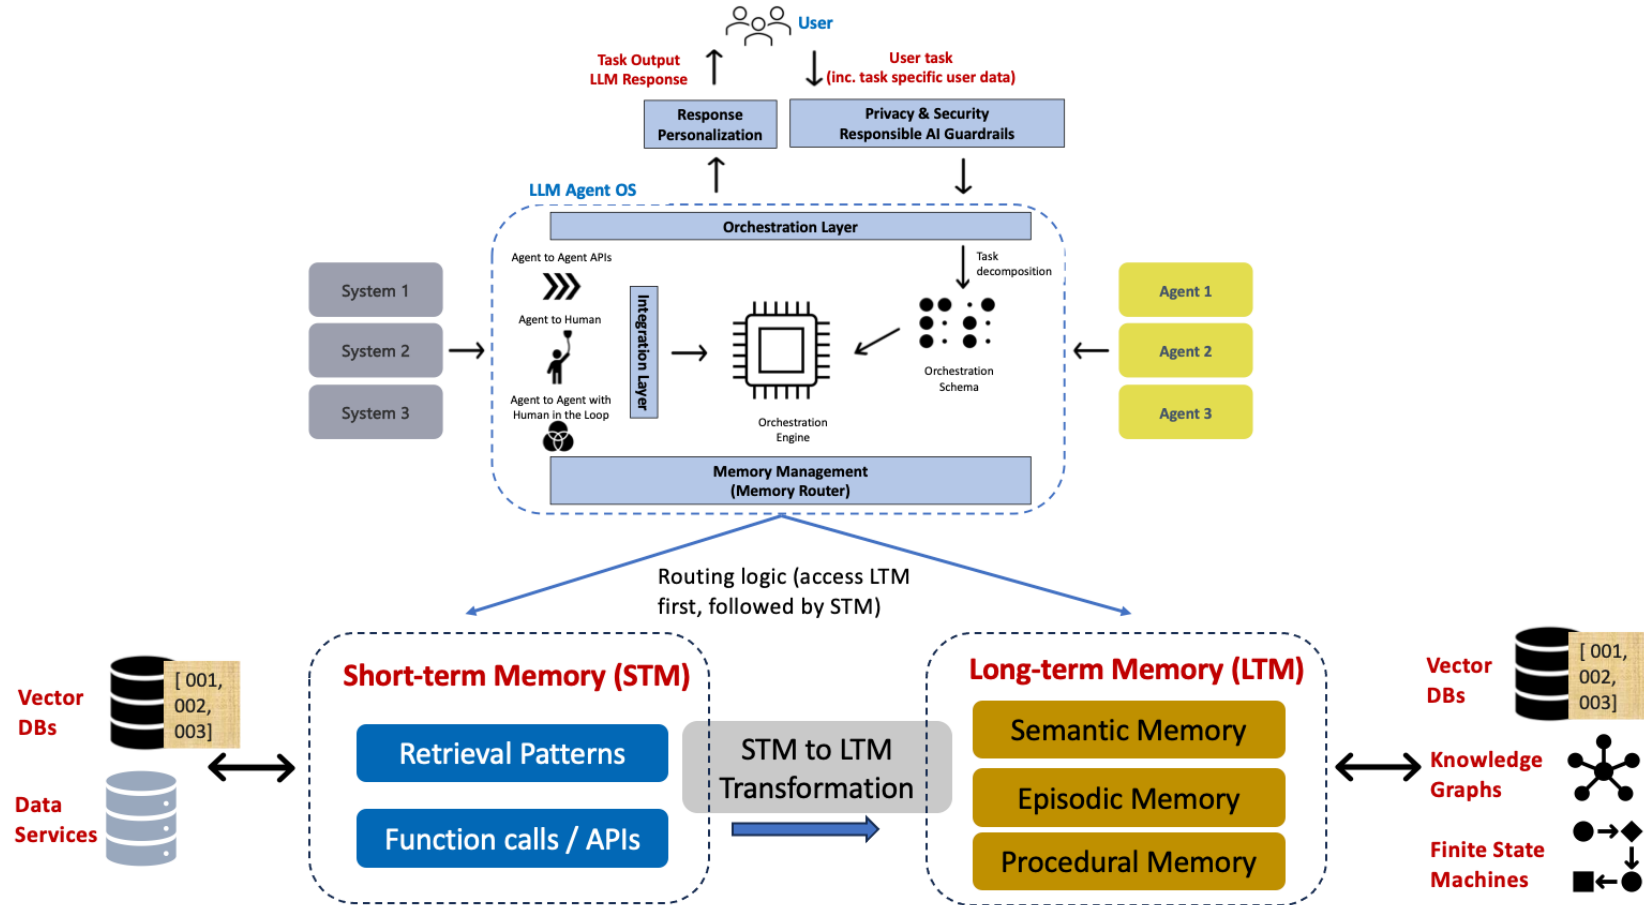 User
Task Output
LLM Response
User task
(inc. task specific user data)
Response
Personalization
Privacy & Security
Responsible AI Guardrails
LLM Agent OS
Orchestration Layer
Agent to Agent APIs
Task
decomposition
System 1
System 2
System 3
Agent to Human
Integration Layer
Agent to Agent with
Human in the Loop
Orchestration
Engine
Orchestration
Schema
Agent 1
Agent 2
Agent 3
Memory Management
(Memory Router)
Routing logic (access LTM
first, followed by STM)
Vector
DBs
[ 001,
002,
003]
Data
Services
Short-term Memory (STM)
Retrieval Patterns
Function calls / APIs
STM to LTM
Transformation
Long-term Memory (LTM)
Semantic Memory
Episodic Memory
Procedural Memory
Vector
DBs
[ 001,
002,
003]
Knowledge
Graphs
Finite State
Machines